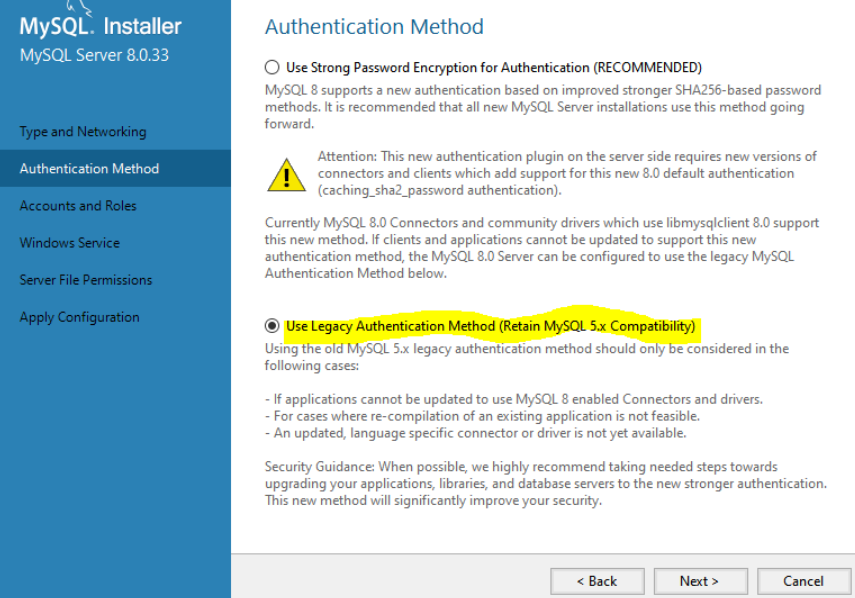 MySQL. Installer
MySQL Server 8.0.33
Type and Networking
Authentication Method
Accounts and Roles
Windows Service
Server File Permissions
Apply Configuration
Authentication Method
Use Strong Password Encryption for Authentication (RECOMMENDED)
MySQL 8 supports a new authentication based on improved stronger SHA256-based password
methods. It is recommended that all new MySQL Server installations use this method going
forward.
Attention: This new authentication plugin on the server side requires new versions of
connectors and clients which add support for this new 8.0 default authentication
(caching_sha2_password authentication).
Currently MySQL 8.0 Connectors and community drivers which use libmysqlclient 8.0 support
this new method. If clients and applications cannot be updated to support this new
authentication method, the MySQL 8.0 Server can be configured to use the legacy MySQL
Authentication Method below.
Use Legacy Authentication Method (Retain MySQL 5.x Compatibility)
Using the old MySQL 5.x legacy authentication method should only be considered in the
following cases:
- If applications cannot be updated to use MySQL 8 enabled Connectors and drivers.
- For cases where re-compilation of an existing application is not feasible.
- An updated, language specific connector or driver is not yet available.
Security Guidance: When possible, we highly recommend taking needed steps towards
upgrading your applications, libraries, and database servers to the new stronger authentication.
This new method will significantly improve your security.
< Back
Next >
Cancel